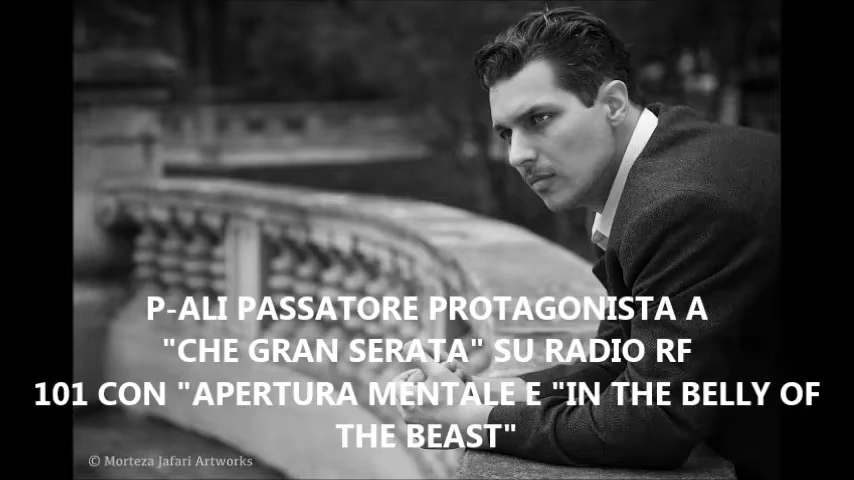 P-ALI PASSATORE PROTAGONISTA A
"CHE GRAN SERATA" SU RADIO RF
101 CON "APERTURA MENTALE E "IN THE BELLY OF
THE BEAST"
© Morteza Jafari Artworks